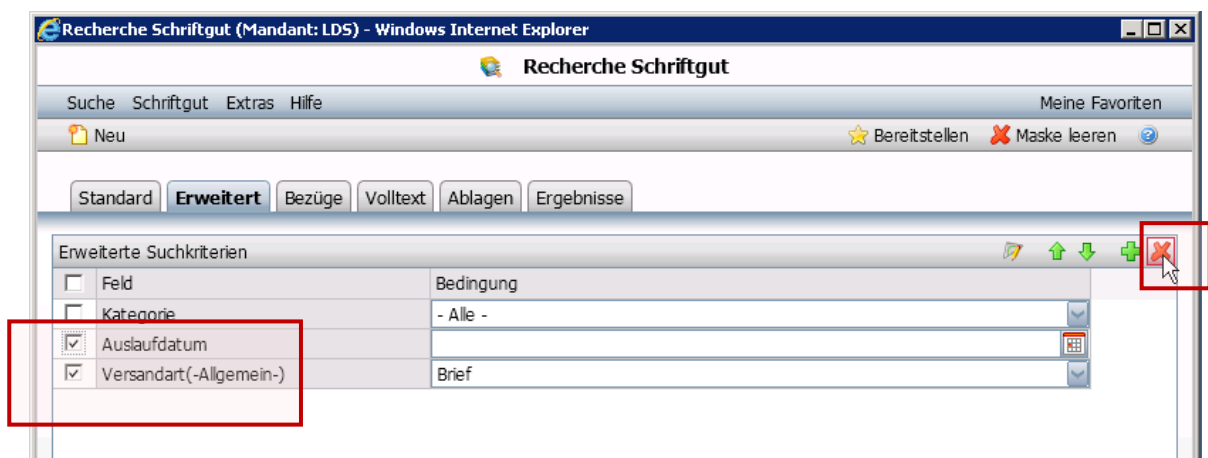 Recherche Schriftgut (Mandant: LDS) - Windows Internet Explorer
Recherche Schriftgut
Suche Schriftgut Extras Hilfe Meine Favoriten
Neu Bereitstellen Maske leeren
Standard Erweitert Bezüge Volltext Ablagen Ergebnisse
Erweiterte Suchkriterien
Feld Bedingung
Kategorie - Alle -
Auslaufdatum
Versandart(-Allgemein-) Brief